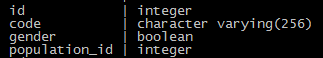 id | integer
code | character varying(256)
gender | boolean
population_id | integer